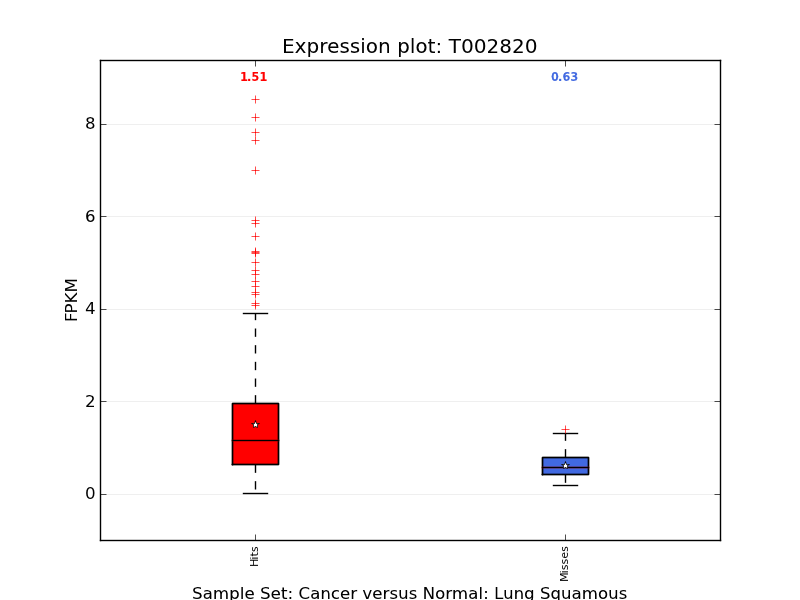 Expression plot: T002820
1.51 0.63
8
6
4
2
0
FPKM
Hits Misses
Sample Set: Cancer versus Normal: Lung Squamous